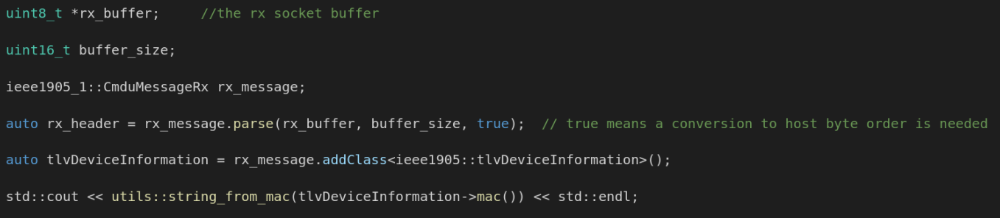 uint8_t *rx_buffer;     //the rx socket buffer
uint16_t buffer_size;
ieee1905_1::CmduMessageRx rx_message;
auto rx_header = rx_message.parse(rx_buffer, buffer_size, true);  // true means a conversion to host byte order is needed
auto tlvDeviceInformation = rx_message.addClass<ieee1905::tlvDeviceInformation>();
std::cout << utils::string_from_mac(tlvDeviceInformation->mac()) << std::endl;